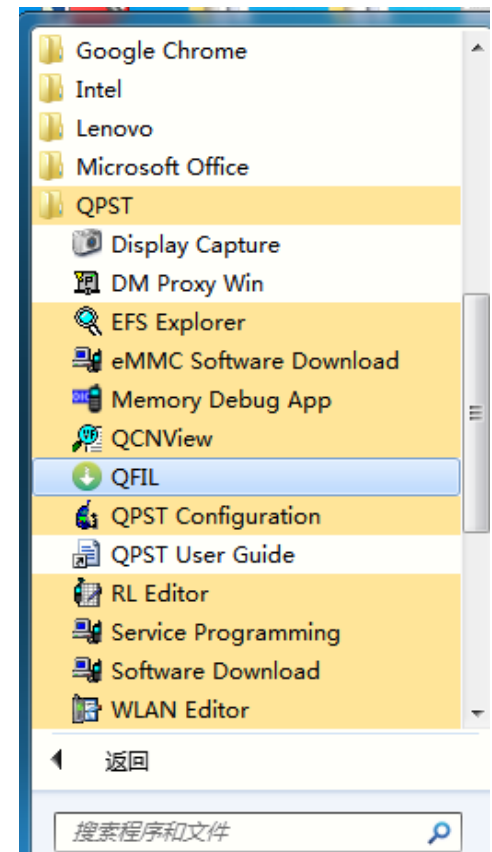 Google Chrome
Intel
Lenovo
Microsoft Office
QPST
Display Capture
DM Proxy Win
EFS Explorer
eMMC Software Download
Memory Debug App
QCNView
QFIL
QPST Configuration
QPST User Guide
RL Editor
Service Programming
Software Download
WLAN Editor
返回
搜索程序和文件